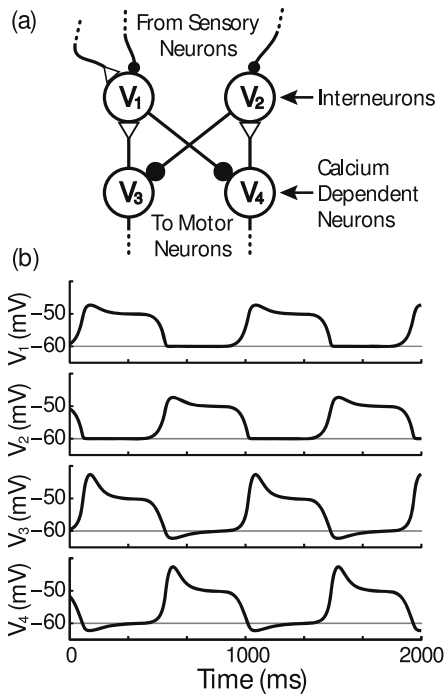 (a)
From Sensory
Neurons
V₁
V₂
Interneurons
V₃
V₄
Calcium
Dependent
Neurons
To Motor
Neurons
(b)
V₁ (mV)
−50
−60
V₂ (mV)
−50
−60
V₃ (mV)
−50
−60
V₄ (mV)
−50
−60
0
1000
2000
Time (ms)